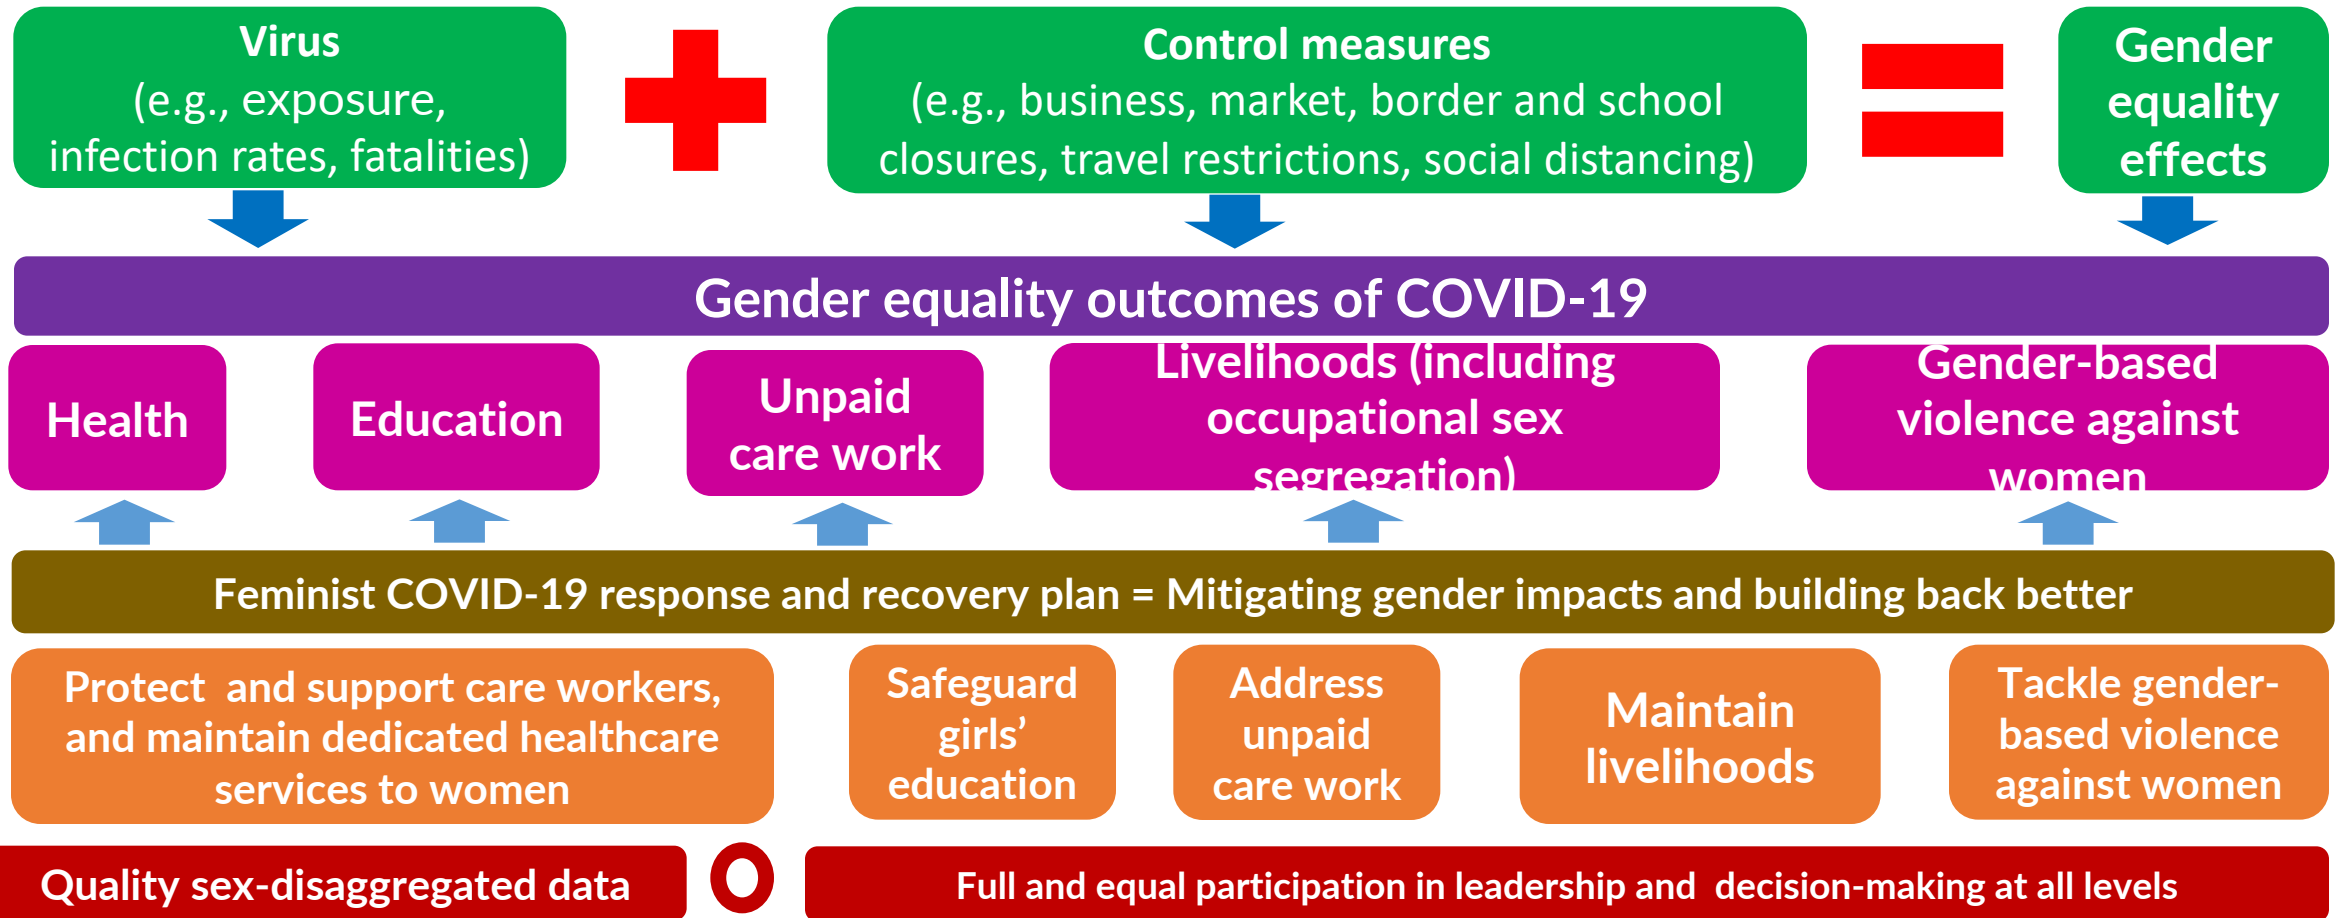 Virus
(e.g., exposure,
infection rates, fatalities)
Control measures
(e.g., business, market, border and school
closures, travel restrictions, social distancing)
Gender
equality
effects
Gender equality outcomes of COVID-19
Health
Education
Unpaid
care work
Livelihoods (including
occupational sex
segregation)
Gender-based
violence against
women
Feminist COVID-19 response and recovery plan = Mitigating gender impacts and building back better
Protect  and support care workers,
and maintain dedicated healthcare
services to women
Safeguard
girls’
education
Address
unpaid
care work
Maintain
livelihoods
Tackle gender-
based violence
against women
Quality sex-disaggregated data
Full and equal participation in leadership and  decision-making at all levels